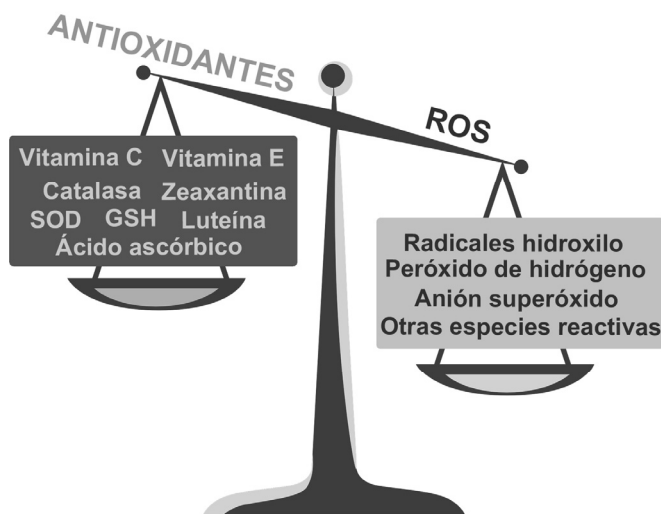 ANTIOXIDANTES
ROS
Vitamina C Vitamina E
Catalasa Zeaxantina
SOD GSH Luteína
Ácido ascórbico
Radicales hidroxilo
Peróxido de hidrógeno
Anión superóxido
Otras especies reactivas